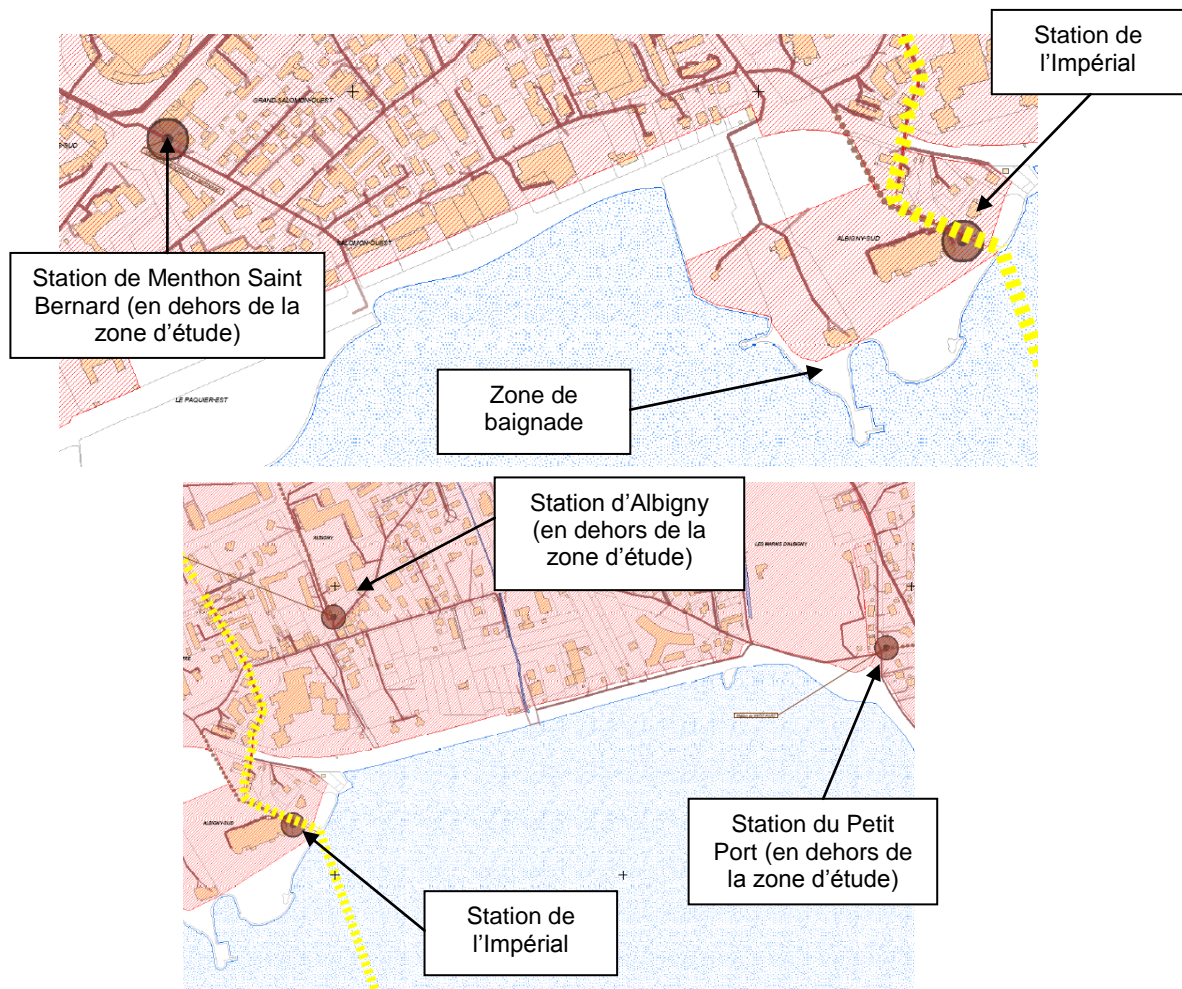 Station de
l'Impérial
GRAND-SALOMON-OUEST
Station de Menthon Saint
Bernard (en dehors de la
zone d'étude)
SALOMON-OUEST
ALBIGNY-SUD
LE PAQUIER-EST
Zone de
baignade
Station d'Albigny
(en dehors de la
zone d'étude)
ALBIGNY
LES MARAIS D'ALBIGNY
ALBIGNY-SUD
Station du Petit
Port (en dehors de
la zone d'étude)
Station de
l'Impérial